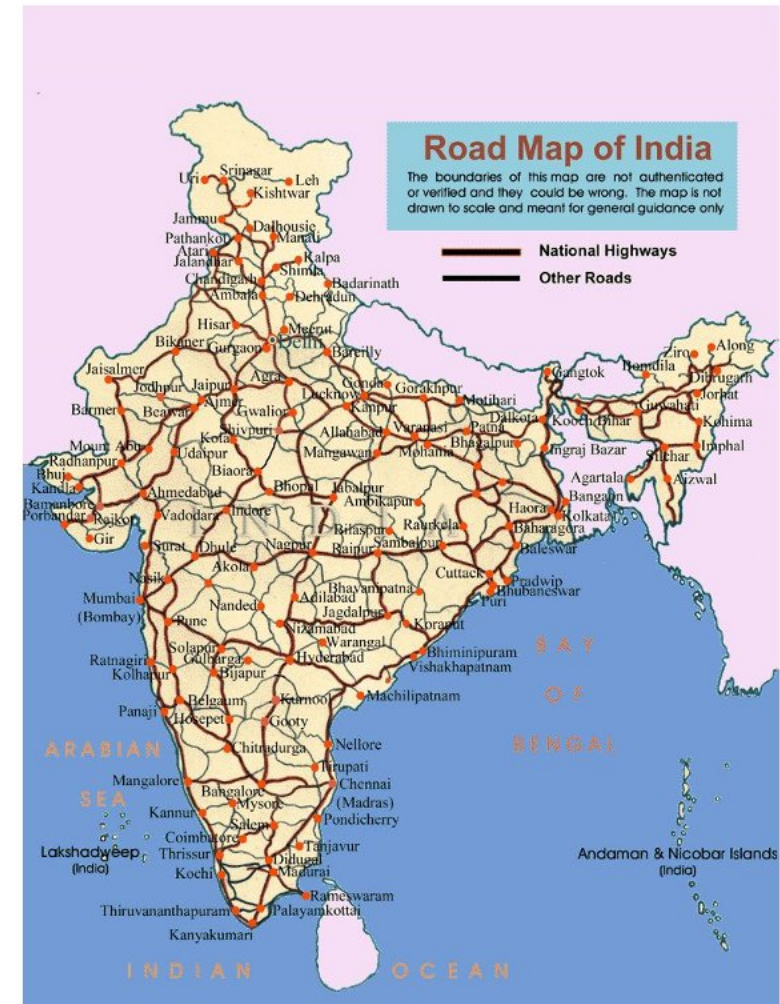 Road Map of India
The boundaries of this map are not authenticated
or verified and they could be wrong. The map is not
drawn to scale and meant for general guidance only
National Highways
Other Roads
Srinagar
Uri
Leh
Kishtwar
Jammu
Dalhousie
Pathankot
Manali
Atari
Jalandhar
Kalpa
Shimla
Chandigarh
Badarinath
Ambala
Dehradun
Hisar
Meerut
Delhi
Bikaner
Gurgaon
Bareilly
Along
Ziro
Gangtok
Bomdila
Dibrugarh
Jaisalmer
Agra
Gonda
Jodhpur
Jaipur
Lucknow
Gorakhpur
Jorhat
Motihari
Barmer
Beawar
Ajmer
Gwalior
Kanpur
Guwahati
Dalkota
Kooch Bihar
Kohima
Shivpuri
Allahabad
Varanasi
Patna
Mount Abu
Kota
Bhagalpur
Imphal
Udaipur
Mangawan
Mohania
Ingraj Bazar
Silchar
Radhanpur
Biaora
Bhuj
Agartala
Aizwal
Kandla
Ahmedabad
Bhopal
Jabalpur
Ambikapur
Bangaon
Bamanbore
Haora
Porbandar
Rajkot
Vadodara
Indore
Kolkata
INDIA
Raurkela
Baharagora
Gir
Bilaspur
Surat
Dhule
Nagpur
Raipur
Sambalpur
Baleswar
Akola
Nasik
Cuttack
Pradwip
Bhawanipatna
Bhubaneswar
Mumbai
(Bombay)
Nanded
Adilabad
Puri
Jagdalpur
Pune
Nizamabad
Koraput
Warangal
Solapur
Bhiminipuram
Ratnagiri
Gulbarga
Hyderabad
Vishakhapatnam
Kolhapur
Bijapur
BAY
OF
BENGAL
Belgaum
Kurnool
Machilipatnam
Panaji
Hosepet
Gooty
ARABIAN
SEA
Chitradurga
Nellore
Tirupati
Mangalore
Bangalore
Chennai
(Madras)
Mysore
Kannur
Pondicherry
Salem
Coimbatore
Lakshadweep
(India)
Thrissur
Tanjavur
Andaman & Nicobar Islands
(India)
Didugal
Kochi
Madurai
Rameswaram
Thiruvananthapuram
Palayamkottai
Kanyakumari
INDIAN OCEAN